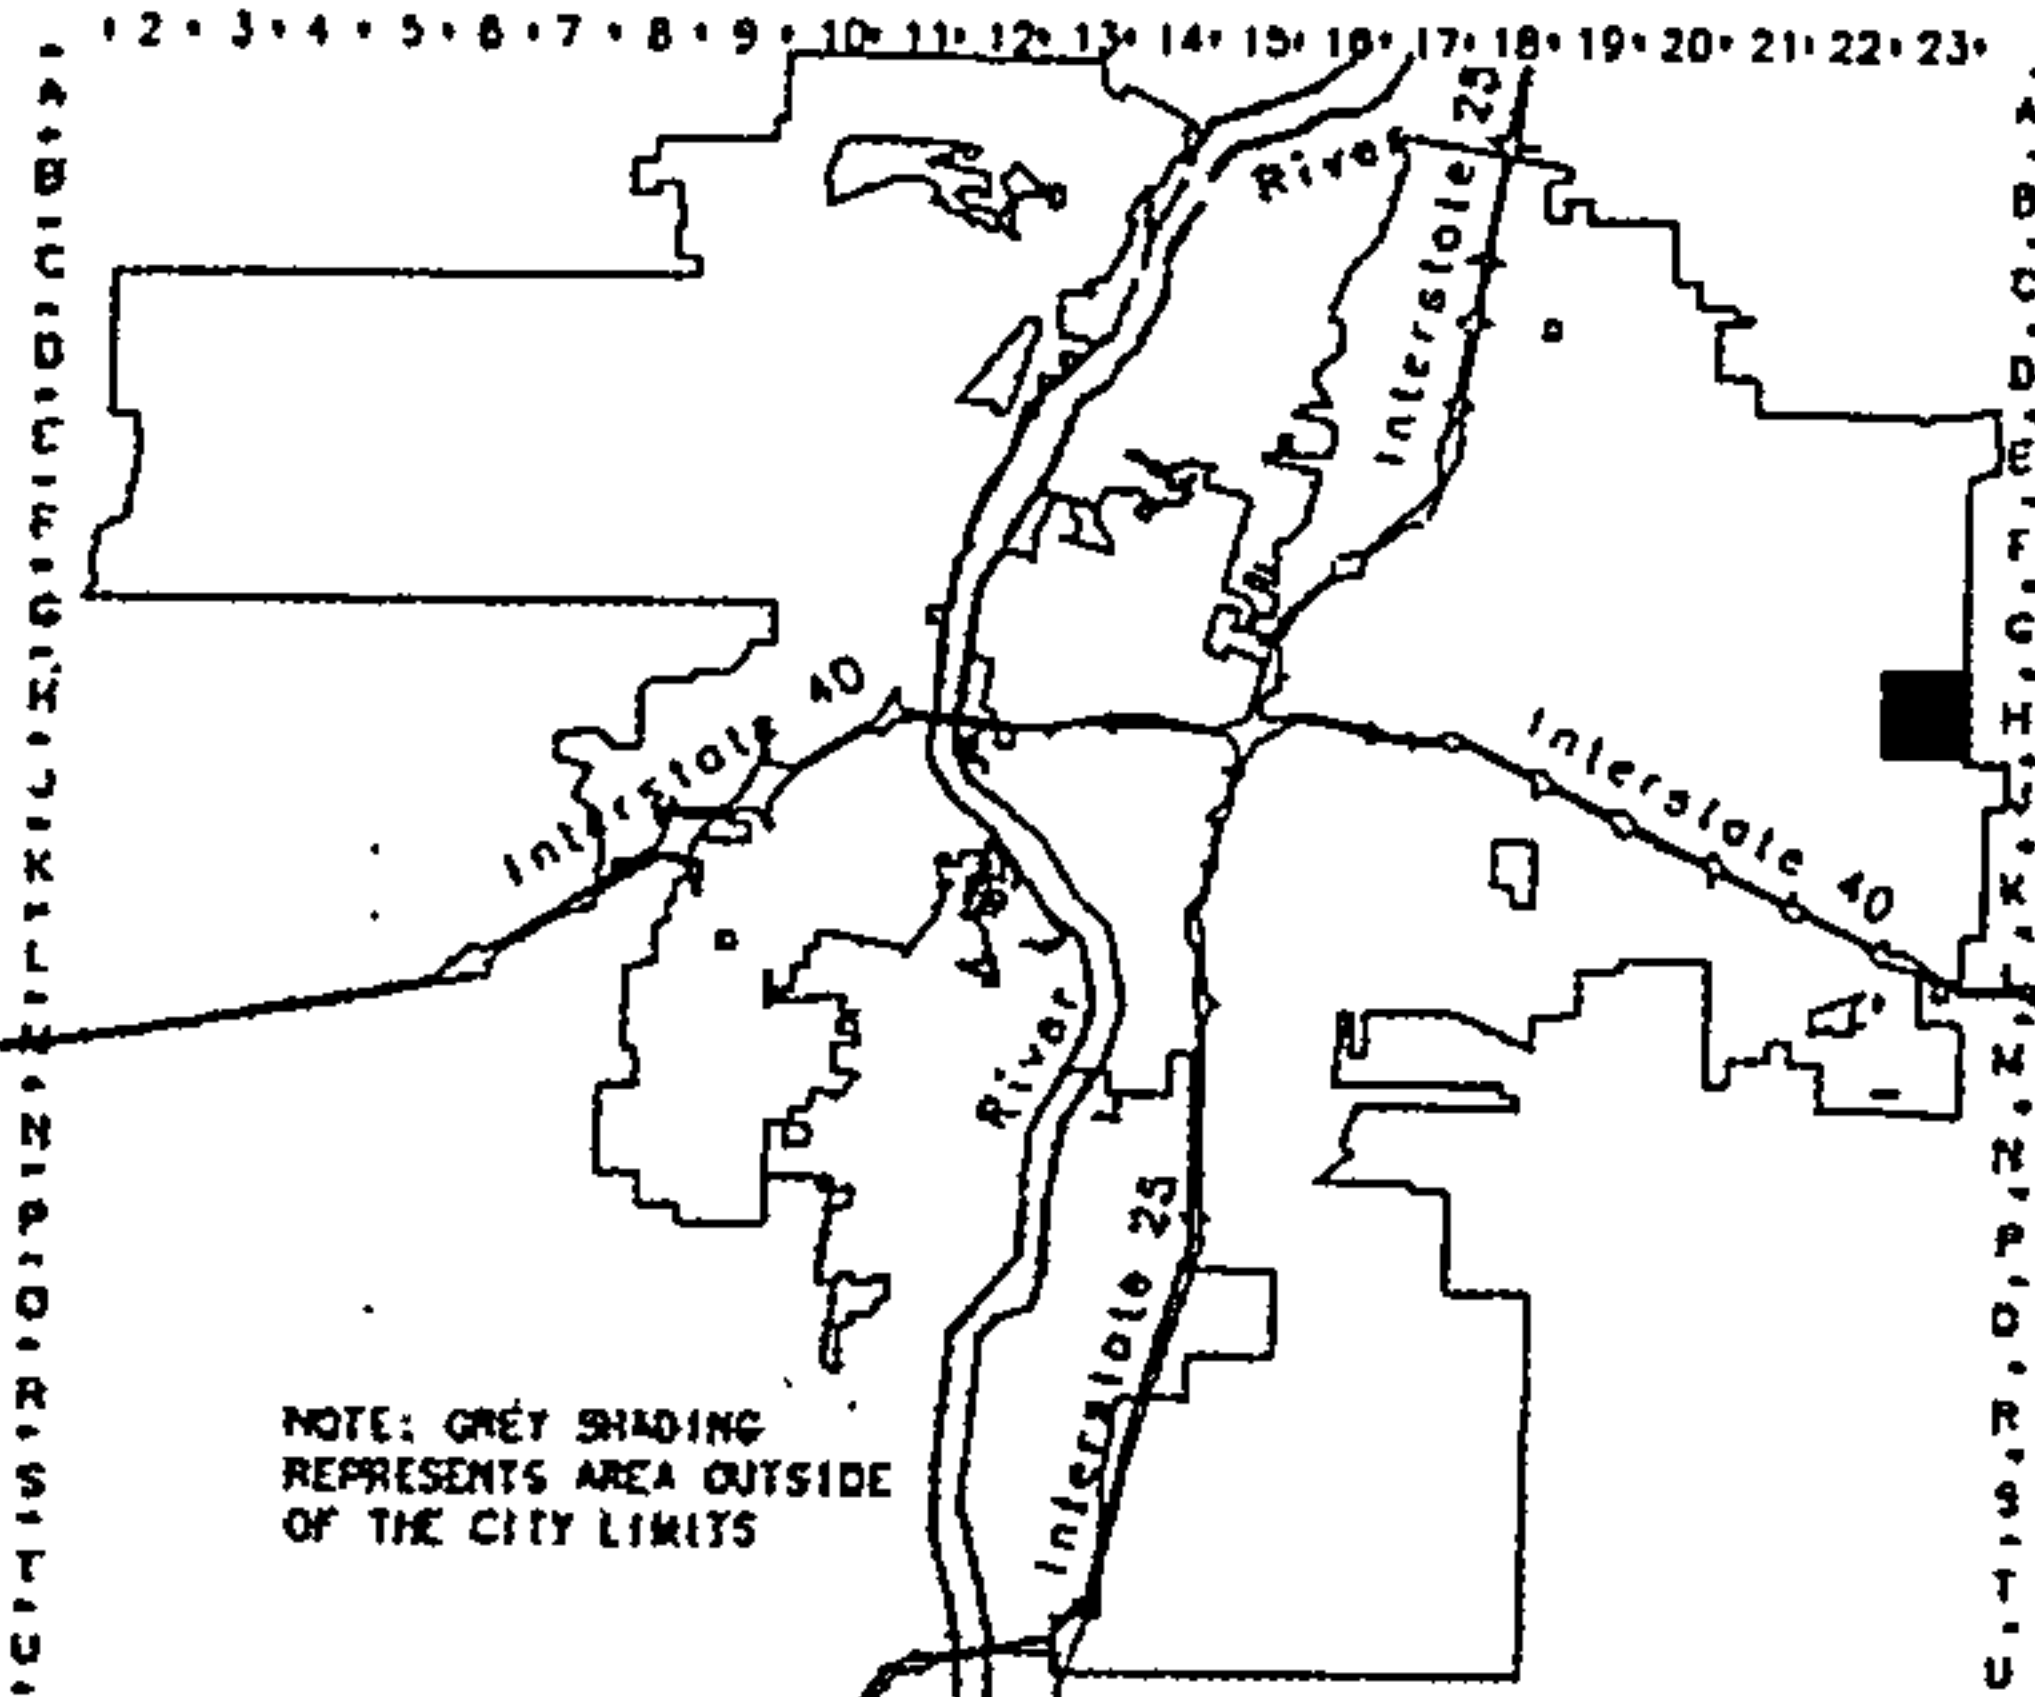 2 3 4 5 6 7 8 9 10 11 12 13 14 15 16 17 18 19 20 21 22 23
A A
B B
C C
D D
E E
F F
G G
H H
J J
K K
L L
M M
N N
P P
Q Q
R R
S S
T T
U U
River
Interstate 25
Interstate 40
Interstate 40
River
Interstate 25
NOTE: GREY SHADING
REPRESENTS AREA OUTSIDE
OF THE CITY LIMITS